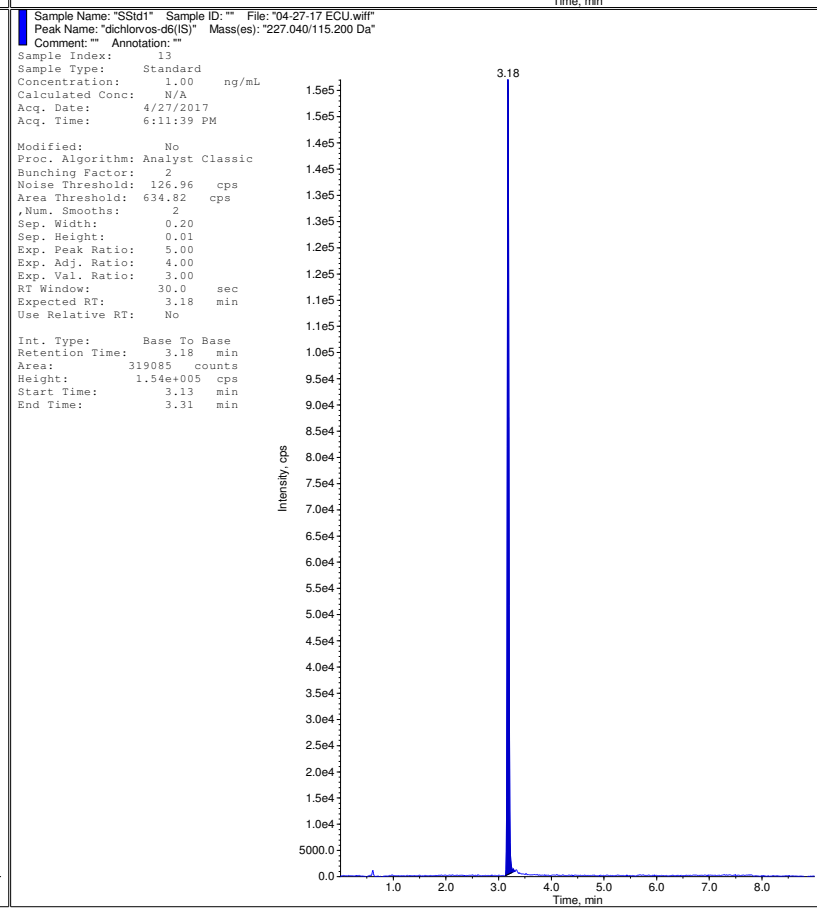 Time, min
Sample Name: "SStd1" Sample ID: "" File: "04-27-17 ECU.wiff"
Peak Name: "dichlorvos-d6(IS)" Mass(es): "227.040/115.200 Da"
Comment: "" Annotation: ""
Sample Index: 13
Sample Type: Standard
Concentration: 1.00 ng/mL
Calculated Conc: N/A
Acq. Date: 4/27/2017
Acq. Time: 6:11:39 PM
Modified: No
Proc. Algorithm: Analyst Classic
Bunching Factor: 2
Noise Threshold: 126.96 cps
Area Threshold: 634.82 cps
,Num. Smooths: 2
Sep. Width: 0.20
Sep. Height: 0.01
Exp. Peak Ratio: 5.00
Exp. Adj. Ratio: 4.00
Exp. Val. Ratio: 3.00
RT Window: 30.0 sec
Expected RT: 3.18 min
Use Relative RT: No
Int. Type: Base To Base
Retention Time: 3.18 min
Area: 319085 counts
Height: 1.54e+005 cps
Start Time: 3.13 min
End Time: 3.31 min
3.18
1.5e5
1.5e5
1.4e5
1.4e5
1.3e5
1.3e5
1.2e5
1.2e5
1.1e5
1.1e5
1.0e5
9.5e4
9.0e4
8.5e4
8.0e4
7.5e4
7.0e4
6.5e4
6.0e4
5.5e4
5.0e4
4.5e4
4.0e4
3.5e4
3.0e4
2.5e4
2.0e4
1.5e4
1.0e4
5000.0
0.0
Intensity, cps
1.0 2.0 3.0 4.0 5.0 6.0 7.0 8.0
Time, min